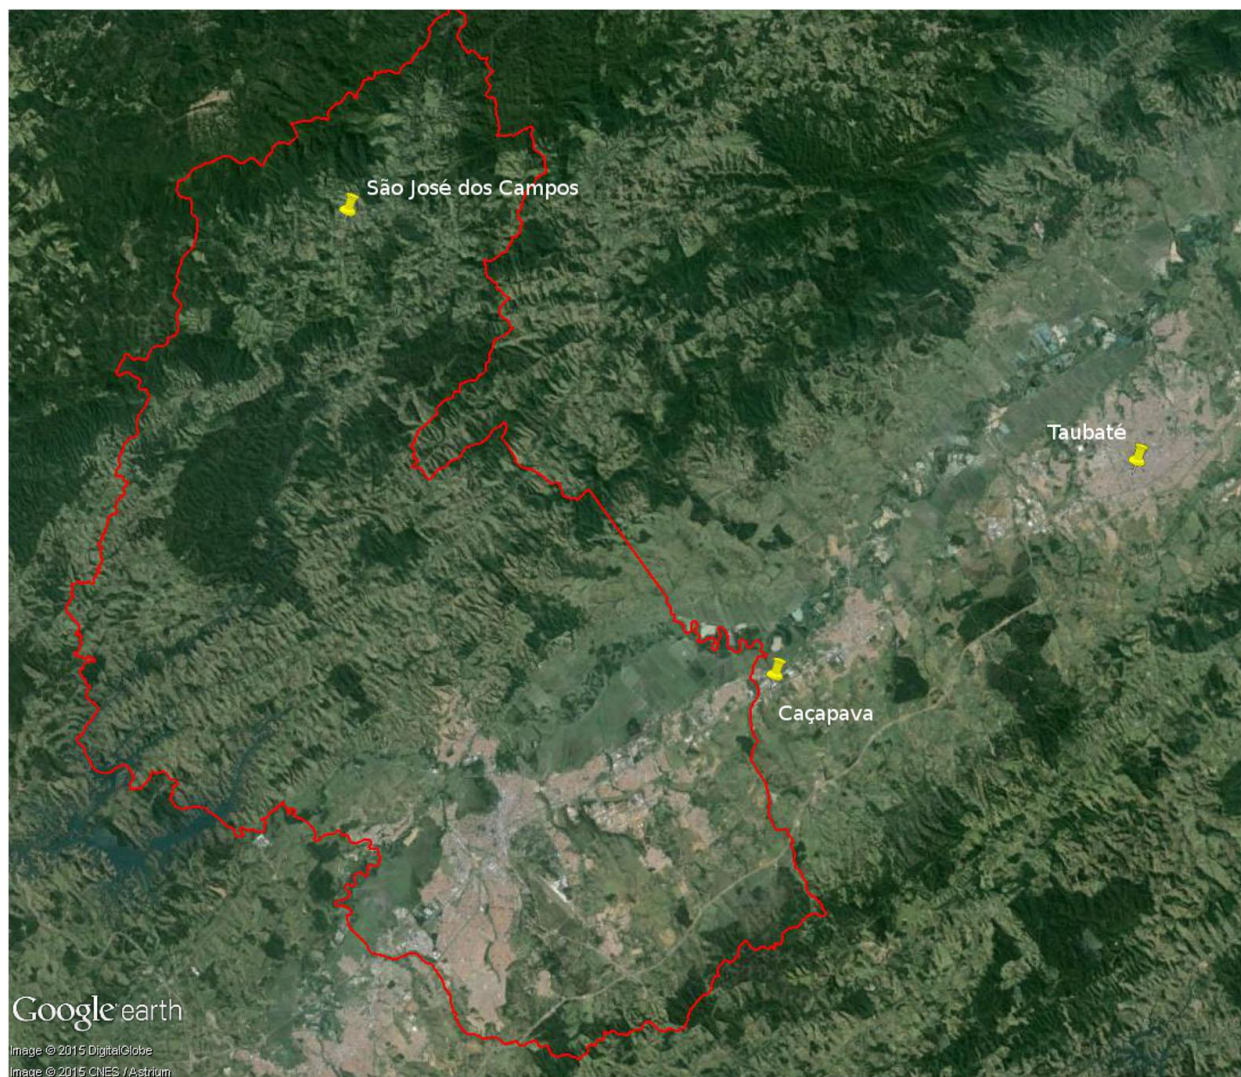 São José dos Campos
Taubaté
Caçapava
Google earth
Image © 2015 DigitalGlobe
Image © 2015 CNES / Astrium